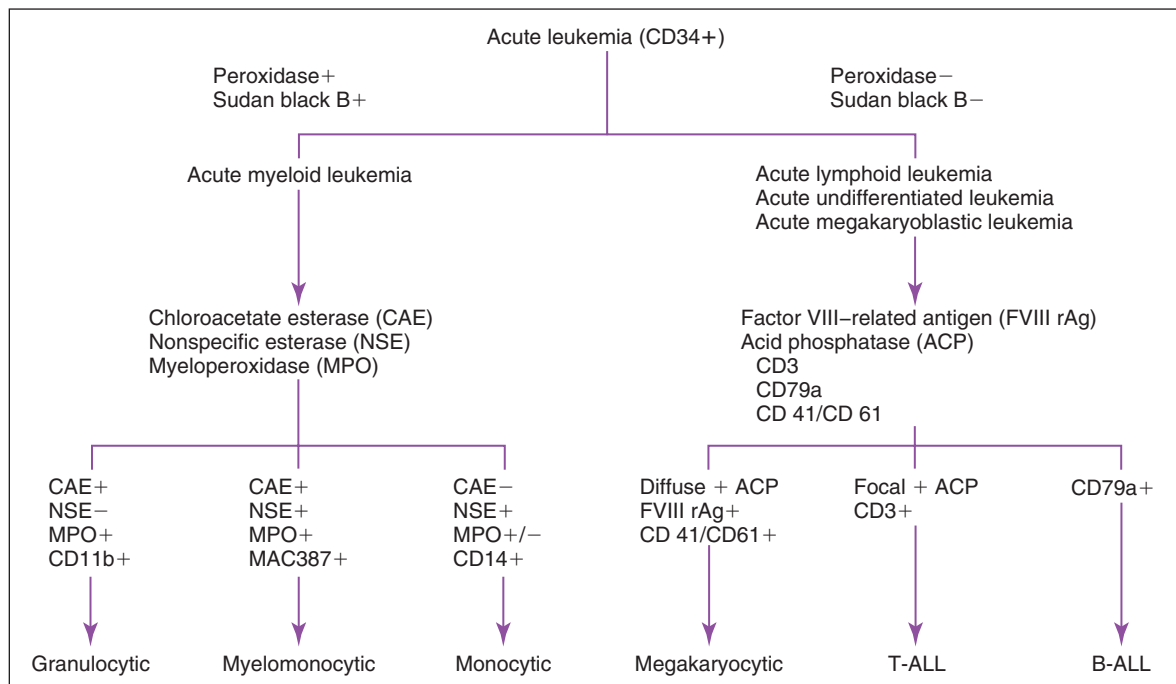 Acute leukemia (CD34+)
Peroxidase+
Sudan black B+
Peroxidase−
Sudan black B−
Acute myeloid leukemia
Acute lymphoid leukemia
Acute undifferentiated leukemia
Acute megakaryoblastic leukemia
Chloroacetate esterase (CAE)
Nonspecific esterase (NSE)
Myeloperoxidase (MPO)
Factor VIII–related antigen (FVIII rAg)
Acid phosphatase (ACP)
CD3
CD79a
CD 41/CD 61
CAE+
NSE−
MPO+
CD11b+
CAE+
NSE+
MPO+
MAC387+
CAE−
NSE+
MPO+/−
CD14+
Diffuse + ACP
FVIII rAg+
CD 41/CD61+
Focal + ACP
CD3+
CD79a+
Granulocytic
Myelomonocytic
Monocytic
Megakaryocytic
T-ALL
B-ALL